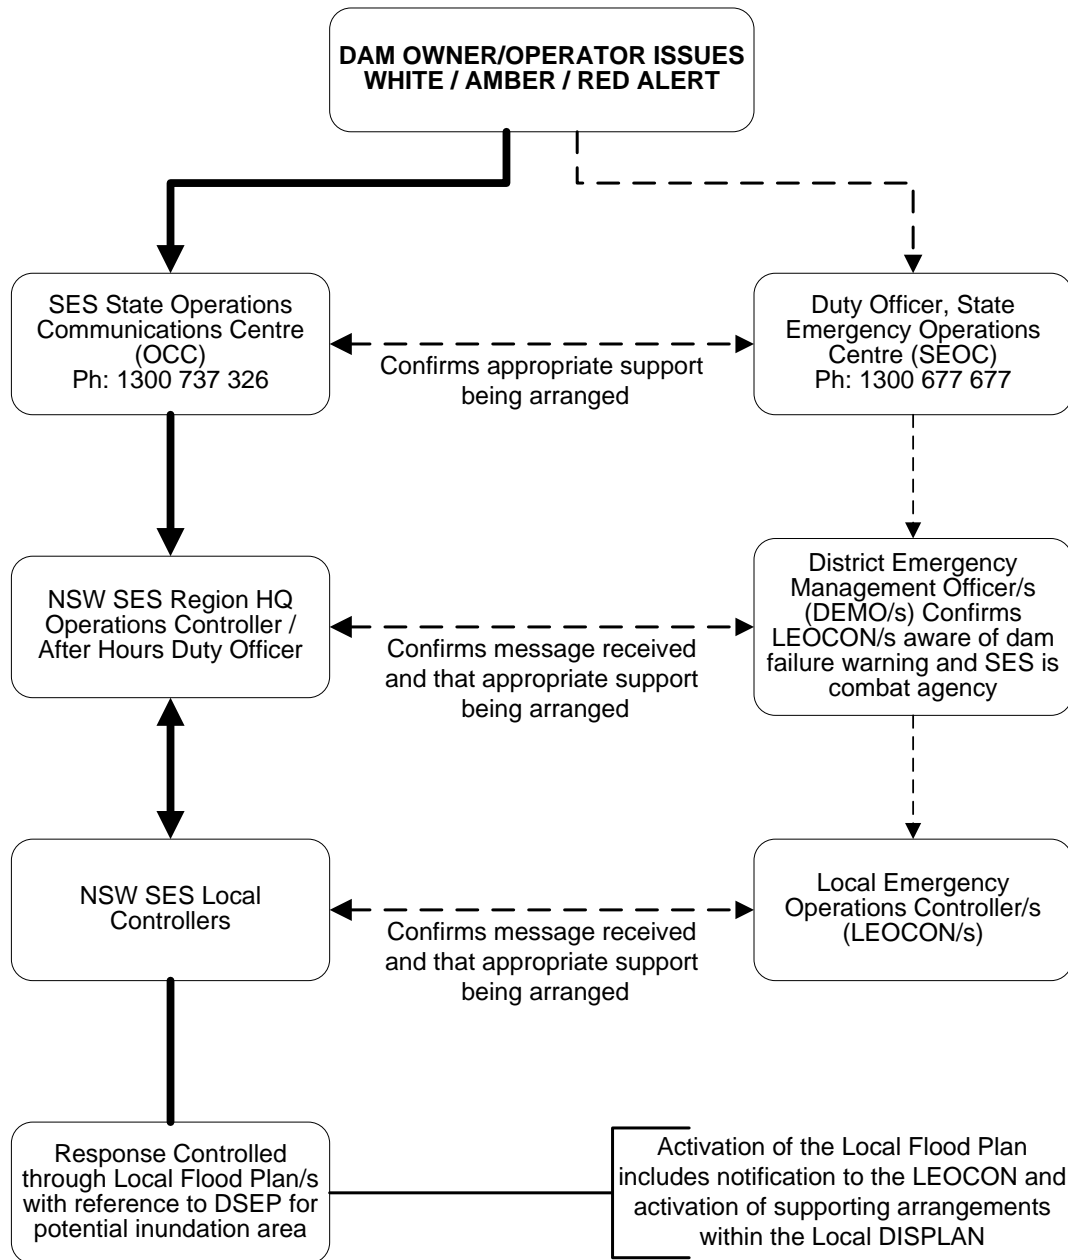 DAM OWNER/OPERATOR ISSUES
WHITE / AMBER / RED ALERT
SES State Operations
Communications Centre
(OCC)
Ph: 1300 737 326
Confirms appropriate support
being arranged
Duty Officer, State
Emergency Operations
Centre (SEOC)
Ph: 1300 677 677
NSW SES Region HQ
Operations Controller /
After Hours Duty Officer
Confirms message received
and that appropriate support
being arranged
District Emergency
Management Officer/s
(DEMO/s) Confirms
LEOCON/s aware of dam
failure warning and SES is
combat agency
NSW SES Local
Controllers
Confirms message received
and that appropriate support
being arranged
Local Emergency
Operations Controller/s
(LEOCON/s)
Response Controlled
through Local Flood Plan/s
with reference to DSEP for
potential inundation area
Activation of the Local Flood Plan
includes notification to the LEOCON and
activation of supporting arrangements
within the Local DISPLAN